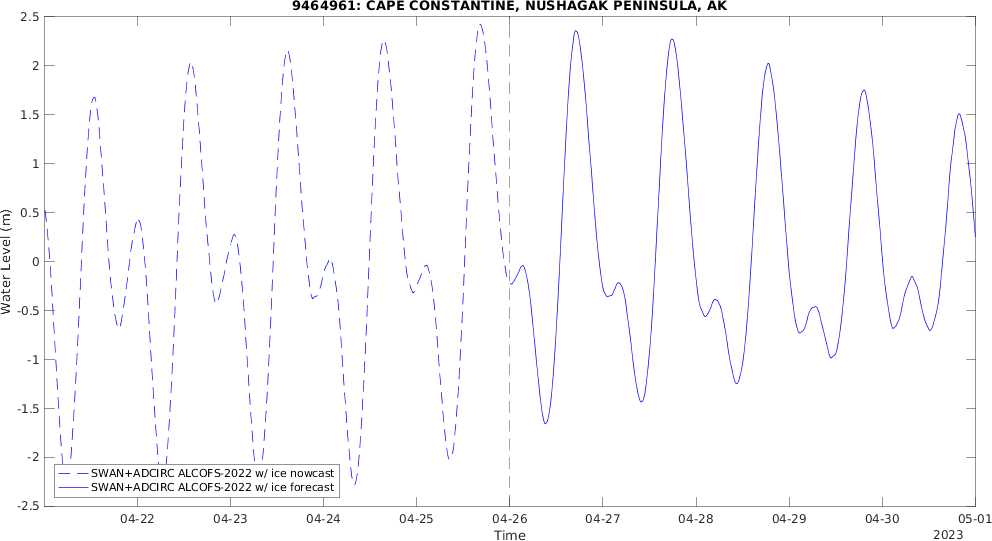 9464961: CAPE CONSTANTINE, NUSHAGAK PENINSULA, AK
2.5
2
1.5
1
0.5
0
-0.5
-1
-1.5
-2
-2.5
Water Level (m)
SWAN+ADCIRC ALCOFS-2022 w/ ice nowcast
SWAN+ADCIRC ALCOFS-2022 w/ ice forecast
04-22 04-23 04-24 04-25 04-26 04-27 04-28 04-29 04-30 05-01
Time
2023